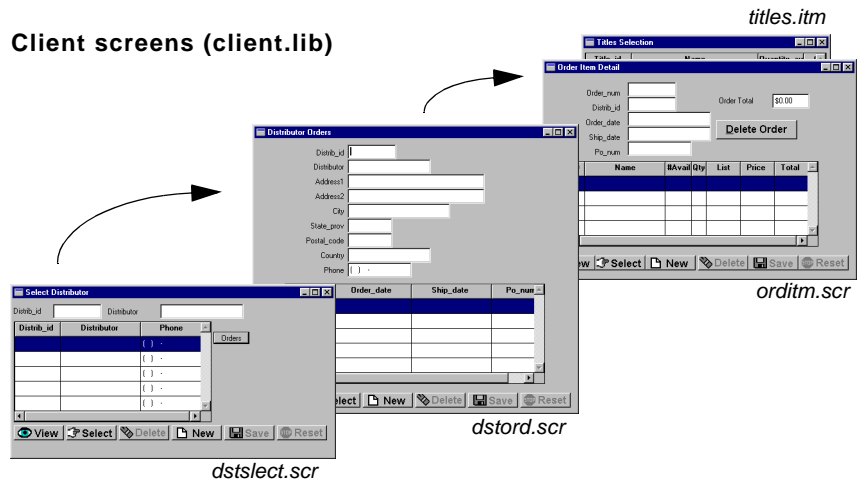 titles.itm
Client screens (client.lib)
Titles Selection
Title_id Name
Order Item Detail
Order_num
Distrib_id
Order_date
Ship_date
Po_num
Order Total $0.00
Delete Order
Name #Avail Qty List Price Total
Select New Delete Save Reset
orditm.scr
Distributor Orders
Distrib_id
Distributor
Address1
Address2
City
State_prov
Postal_code
Country
Phone ( ) -
Order_date Ship_date Po_num
New Delete Save Reset
dstord.scr
Select Distributor
Distrib_id Distributor
Distrib_id Distributor Phone
Orders
( ) -
( ) -
( ) -
( ) -
( ) -
View Select Delete New Save Reset
dstslect.scr